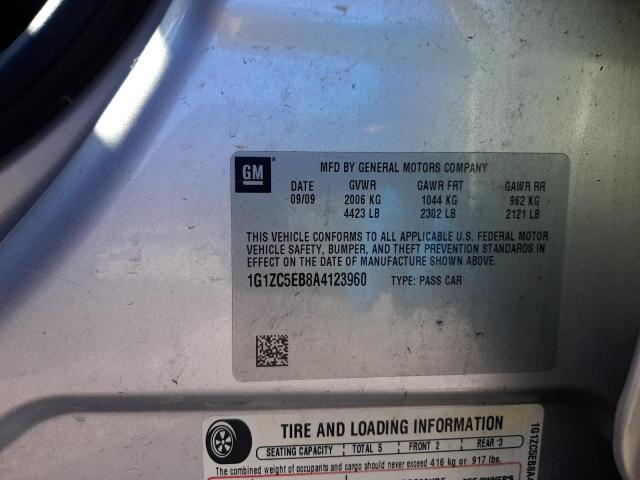 GM
MFD BY GENERAL MOTORS COMPANY
DATE GVWR GAWR FRT GAWR RR
09/09 2006 KG 1044 KG 962 KG
4423 LB 2302 LB 2121 LB
THIS VEHICLE CONFORMS TO ALL APPLICABLE U.S. FEDERAL MOTOR
VEHICLE SAFETY, BUMPER, AND THEFT PREVENTION STANDARDS IN
EFFECT ON THE DATE OF MANUFACTURE SHOWN ABOVE.
1G1ZC5EB8A4123960 TYPE: PASS CAR
TIRE AND LOADING INFORMATION
SEATING CAPACITY TOTAL 5 FRONT 2 REAR 3
The combined weight of occupants and cargo should never exceed 416 kg or 917 lbs.
SEE OWNER'S
1G1ZC5EB8A4